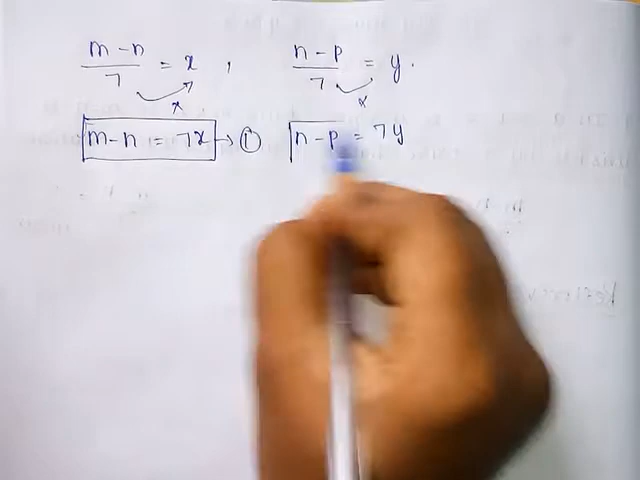 m - n / 7 = x , n - p / 7 = y .
x x
m - n = 7x → ① n - p = 7y